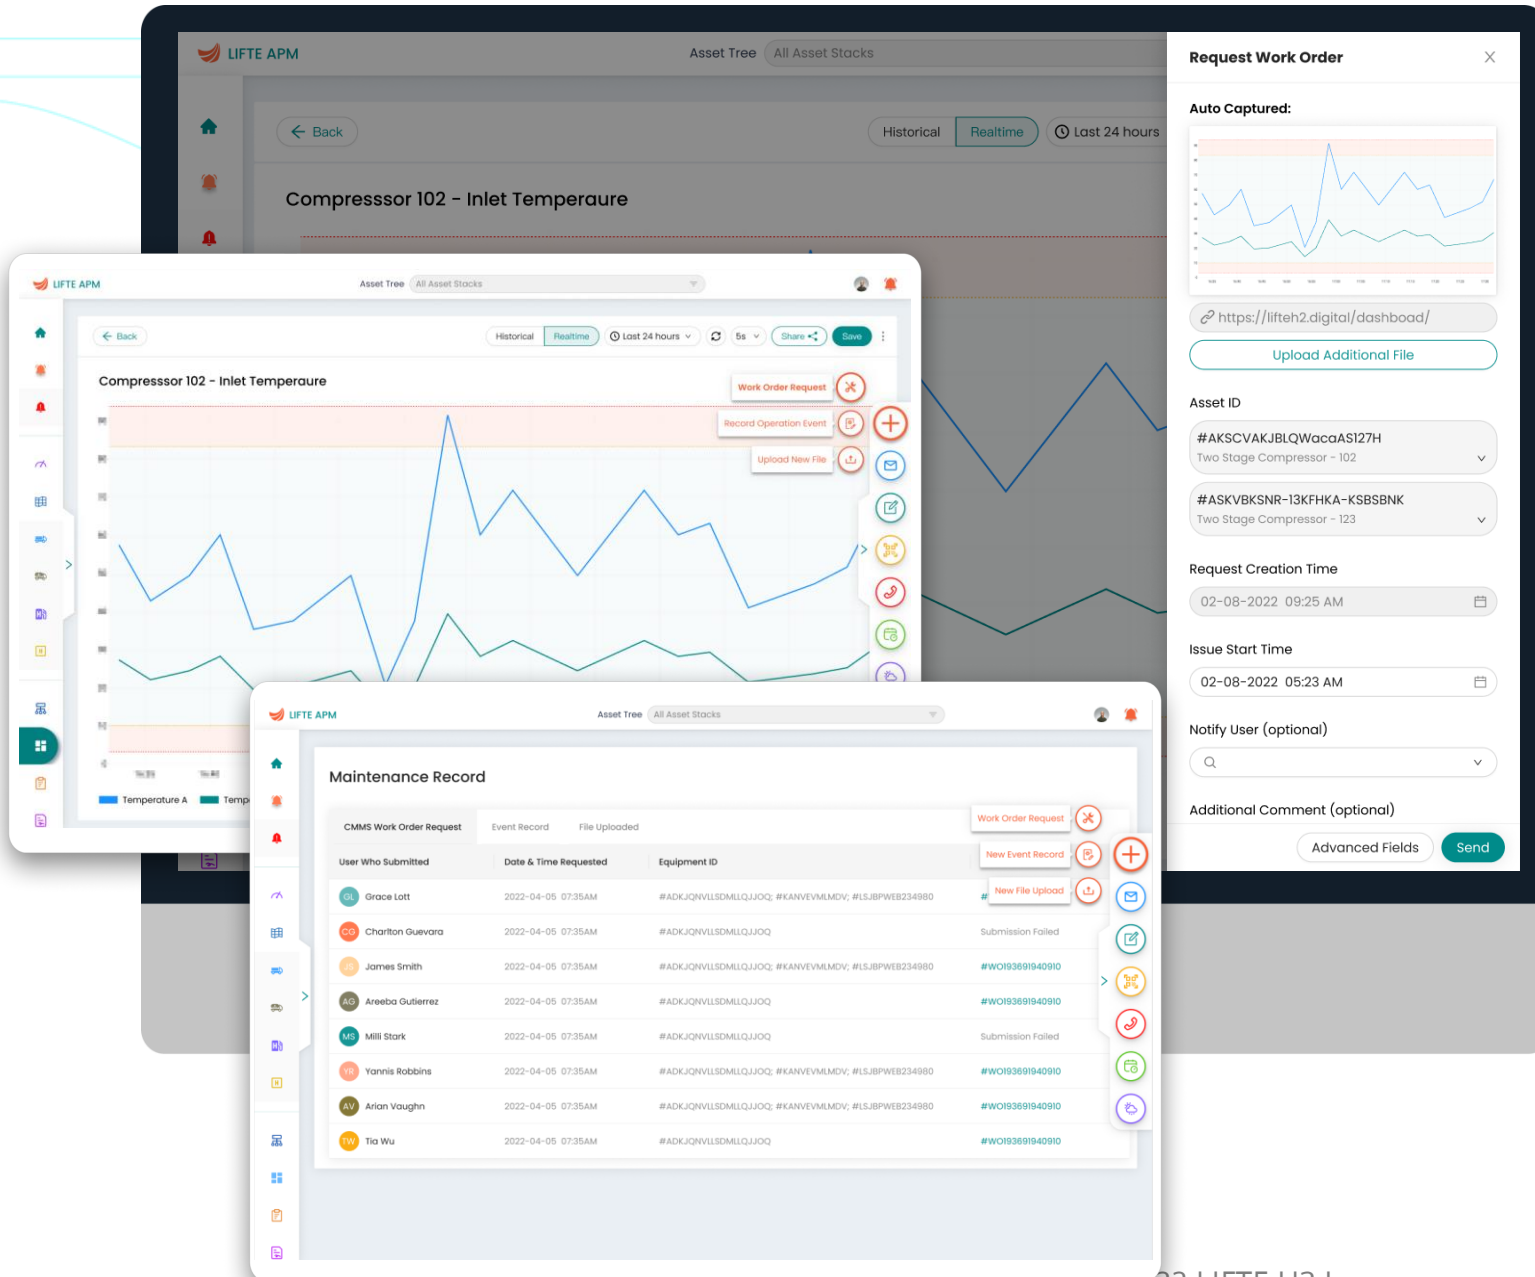 LIFTE APM
Asset Tree All Asset Stacks
Back
Historical Realtime Last 24 hours
Compresssor 102 - Inlet Temperaure
Request Work Order
Auto Captured:
https://lifteh2.digital/dashboad/
Upload Additional File
Asset ID
#AKSCVAKJBLQWacaAS127H
Two Stage Compressor - 102
#ASKVBKSNR-13KFHKA-KSBSBNK
Two Stage Compressor - 123
Request Creation Time
02-08-2022 09:25 AM
Issue Start Time
02-08-2022 05:23 AM
Notify User (optional)
Additional Comment (optional)
Advanced Fields Send
LIFTE APM
Asset Tree All Asset Stacks
Back
Historical Realtime Last 24 hours 5s Share Save
Compresssor 102 - Inlet Temperaure
Work Order Request
Record Operation Event
Upload New File
Temperature A Temp
LIFTE APM
Asset Tree All Asset Stacks
Maintenance Record
CMMS Work Order Request Event Record File Uploaded
Work Order Request
New Event Record
New File Upload
User Who Submitted Date & Time Requested Equipment ID
GL Grace Lott 2022-04-05 07:35AM #ADKJQNVLLSDMLLQJJOQ; #KANVEVMLMDV; #LSJBPWEB234980 #
CG Charlton Guevara 2022-04-05 07:35AM #ADKJQNVLLSDMLLQJJOQ Submission Failed
JS James Smith 2022-04-05 07:35AM #ADKJQNVLLSDMLLQJJOQ; #KANVEVMLMDV; #LSJBPWEB234980 #WO193691940910
AG Areeba Gutierrez 2022-04-05 07:35AM #ADKJQNVLLSDMLLQJJOQ #WO193691940910
MS Milli Stark 2022-04-05 07:35AM #ADKJQNVLLSDMLLQJJOQ Submission Failed
YR Yannis Robbins 2022-04-05 07:35AM #ADKJQNVLLSDMLLQJJOQ; #KANVEVMLMDV; #LSJBPWEB234980 #WO193691940910
AV Arian Vaughn 2022-04-05 07:35AM #ADKJQNVLLSDMLLQJJOQ; #KANVEVMLMDV; #LSJBPWEB234980 #WO193691940910
TW Tia Wu 2022-04-05 07:35AM #ADKJQNVLLSDMLLQJJOQ #WO193691940910